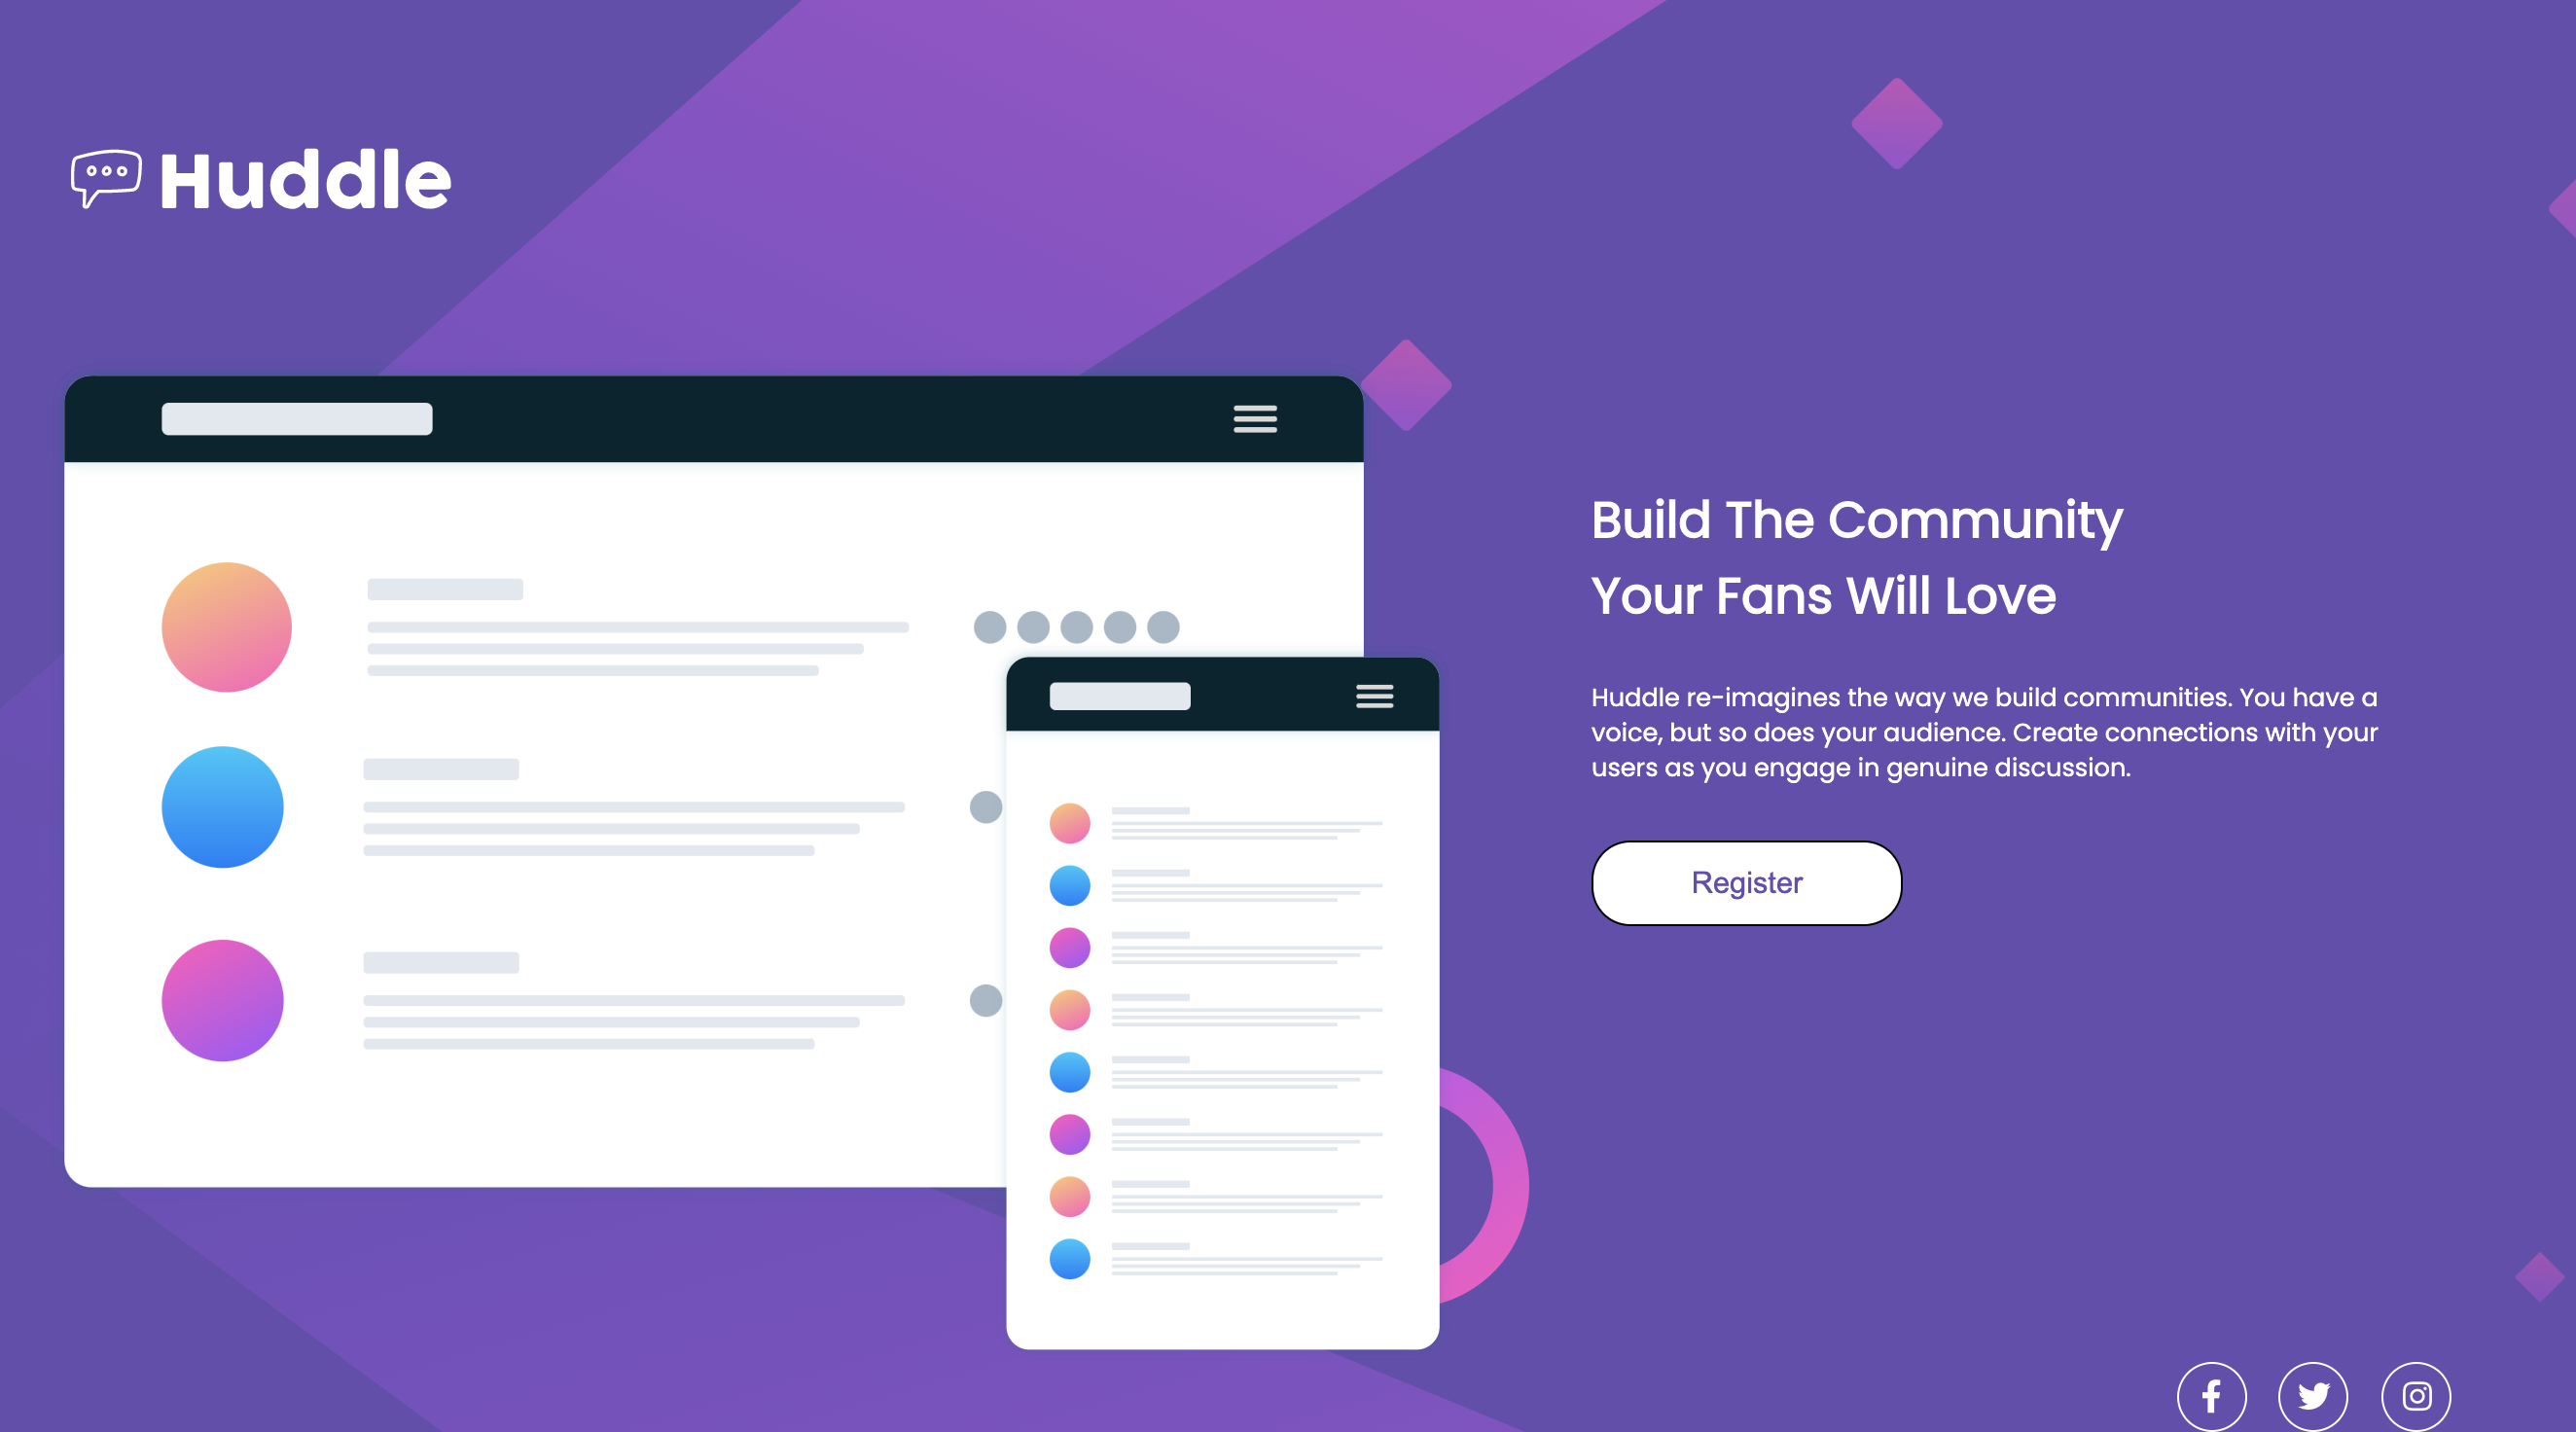 Huddle
Build The Community
Your Fans Will Love
Huddle re-imagines the way we build communities. You have a
voice, but so does your audience. Create connections with your
users as you engage in genuine discussion.
Register